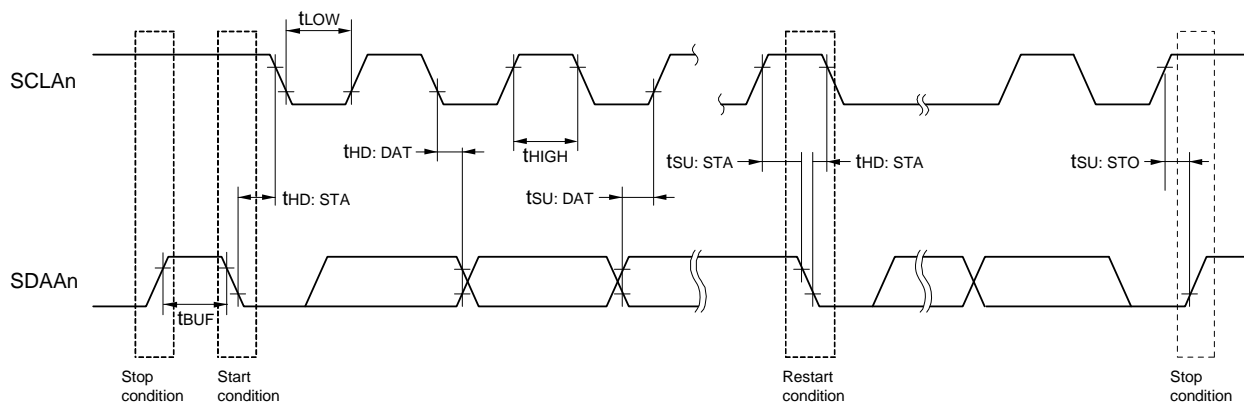 tLOW
SCLAn
tHD: DAT
tHIGH
tSU: STA
tHD: STA
tSU: STO
tHD: STA
tSU: DAT
SDAAn
tBUF
Stop
condition
Start
condition
Restart
condition
Stop
condition